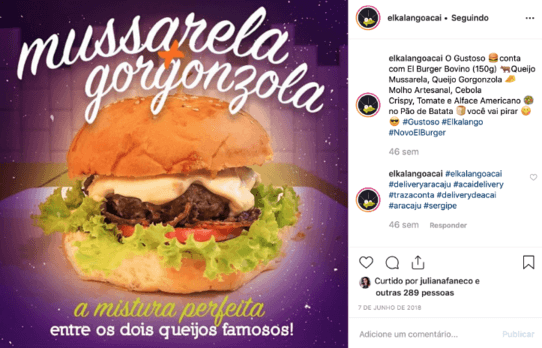 mussarela
+
gorgonzola
a mistura perfeita
entre os dois queijos famosos!
elkalangoacai • Seguindo
elkalangoacai O Gustoso 🍔conta
com El Burger Bovino (150g) 🐂Queijo
Mussarela, Queijo Gorgonzola 🧀
Molho Artesanal, Cebola
Crispy, Tomate e Alface Americano 🥬
no Pão de Batata 🍞você vai pirar 😋
😎 #Gustoso #Elkalango
#NovoElBurger
46 sem
elkalangoacai #elkalangoacai
#deliveryaracaju #acaidelivery
#trazaconta #deliverydeacai
#aracaju #sergipe
46 sem Responder
Curtido por julianafaneco e
outras 289 pessoas
7 DE JUNHO DE 2018
Adicione um comentário...
Publicar